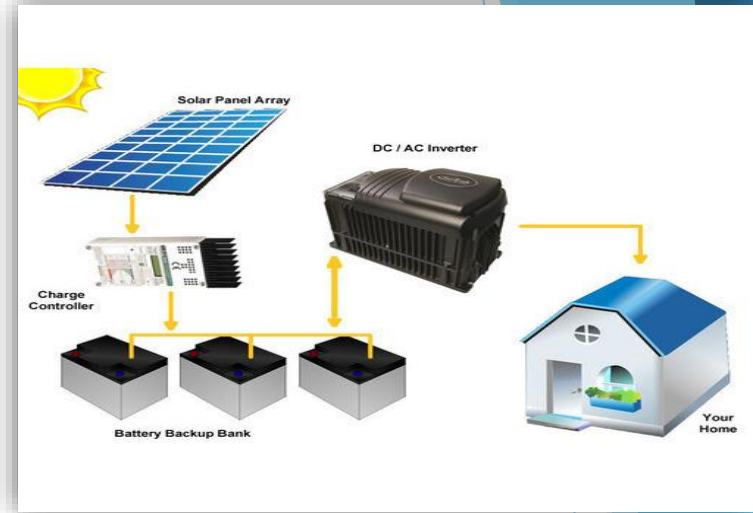 Solar Panel Array
DC / AC Inverter
Charge
Controller
Battery Backup Bank
Your
Home